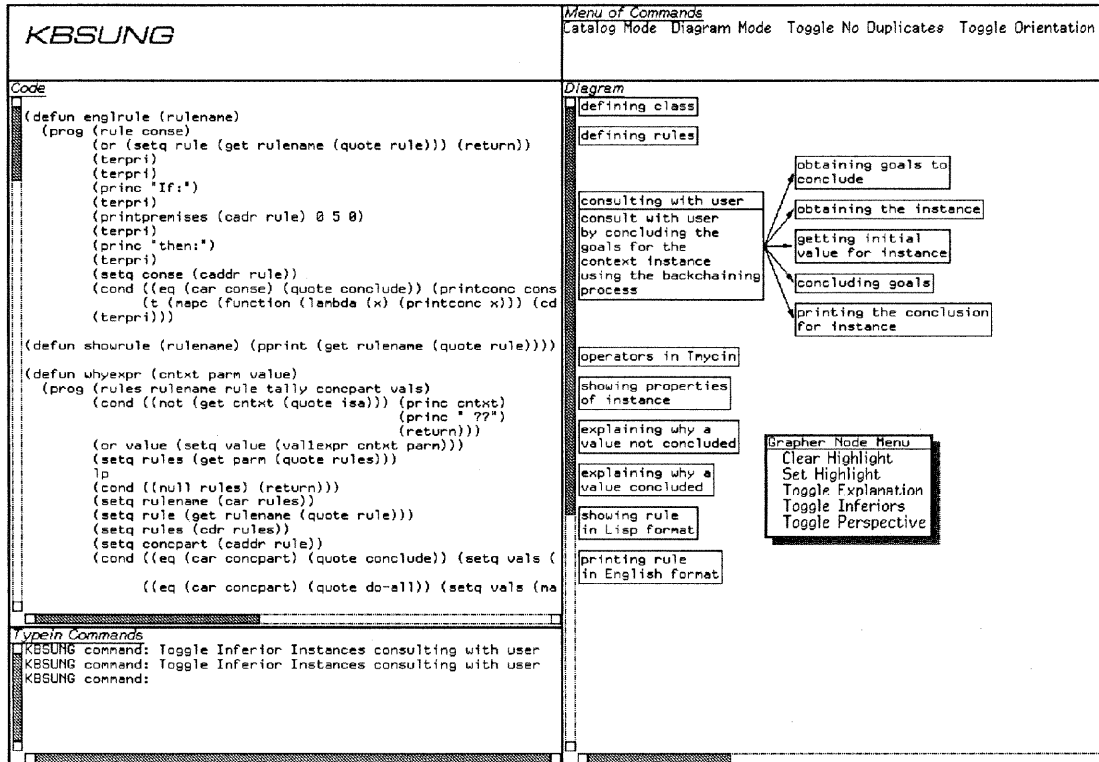 KBSUNG
Menu of Commands
Catalog Mode Diagram Mode Toggle No Duplicates Toggle Orientation
Code
(defun englrule (rulename)
(prog (rule conse)
(or (setq rule (get rulename (quote rule))) (return))
(terpri)
(terpri)
(princ "If:")
(terpri)
(printpremises (cadr rule) 0 5 0)
(terpri)
(princ "then:")
(terpri)
(setq conse (caddr rule))
(cond ((eq (car conse) (quote conclude)) (printconc cons
(t (mapc (function (lambda (x) (printconc x))) (cd
(terpri)))
(defun showrule (rulename) (pprint (get rulename (quote rule))))
(defun whyexpr (cntxt parm value)
(prog (rules rulename rule tally concpart vals)
(cond ((not (get cntxt (quote isa))) (princ cntxt)
(princ " ??")
(return)))
(or value (setq value (val1expr cntxt parm)))
(setq rules (get parm (quote rules)))
lp
(cond ((null rules) (return)))
(setq rulename (car rules))
(setq rule (get rulename (quote rule)))
(setq rules (cdr rules))
(setq concpart (caddr rule))
(cond ((eq (car concpart) (quote conclude)) (setq vals (
((eq (car concpart) (quote do-all)) (setq vals (ma
Typein Commands
KBSUNG command: Toggle Inferior Instances consulting with user
KBSUNG command: Toggle Inferior Instances consulting with user
KBSUNG command:
Diagram
defining class
defining rules
consulting with user
consult with user
by concluding the
goals for the
context instance
using the backchaining
process
obtaining goals to
conclude
obtaining the instance
getting initial
value for instance
concluding goals
printing the conclusion
for instance
operators in Tmycin
showing properties
of instance
explaining why a
value not concluded
explaining why a
value concluded
showing rule
in Lisp format
printing rule
in English format
Grapher Node Menu
Clear Highlight
Set Highlight
Toggle Explanation
Toggle Inferiors
Toggle Perspective